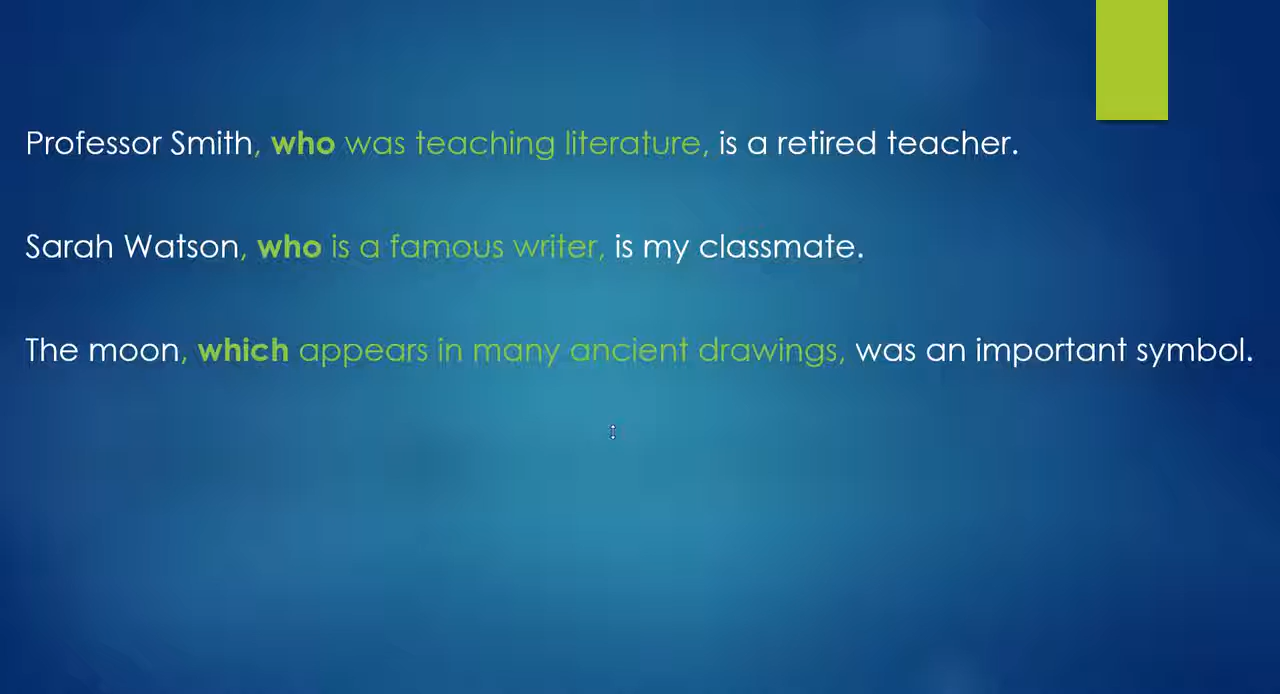 Professor Smith, who was teaching literature, is a retired teacher.
Sarah Watson, who is a famous writer, is my classmate.
The moon, which appears in many ancient drawings, was an important symbol.